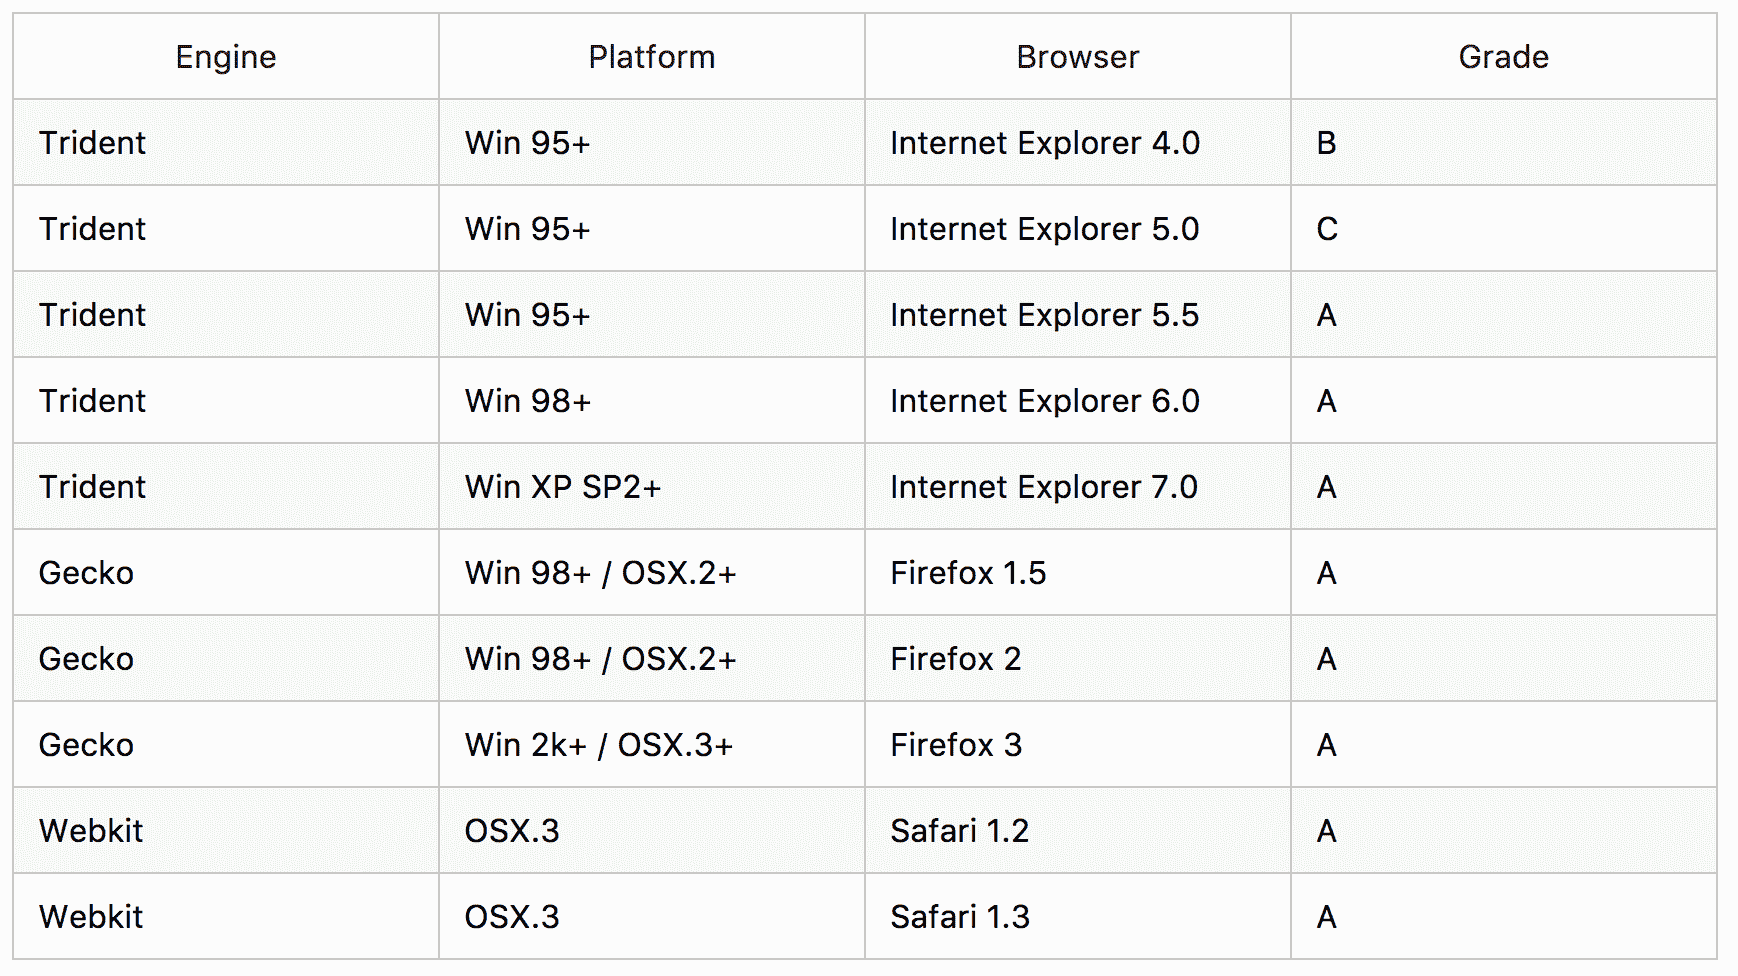 Engine Platform Browser Grade
Trident Win 95+ Internet Explorer 4.0 B
Trident Win 95+ Internet Explorer 5.0 C
Trident Win 95+ Internet Explorer 5.5 A
Trident Win 98+ Internet Explorer 6.0 A
Trident Win XP SP2+ Internet Explorer 7.0 A
Gecko Win 98+ / OSX.2+ Firefox 1.5 A
Gecko Win 98+ / OSX.2+ Firefox 2 A
Gecko Win 2k+ / OSX.3+ Firefox 3 A
Webkit OSX.3 Safari 1.2 A
Webkit OSX.3 Safari 1.3 A